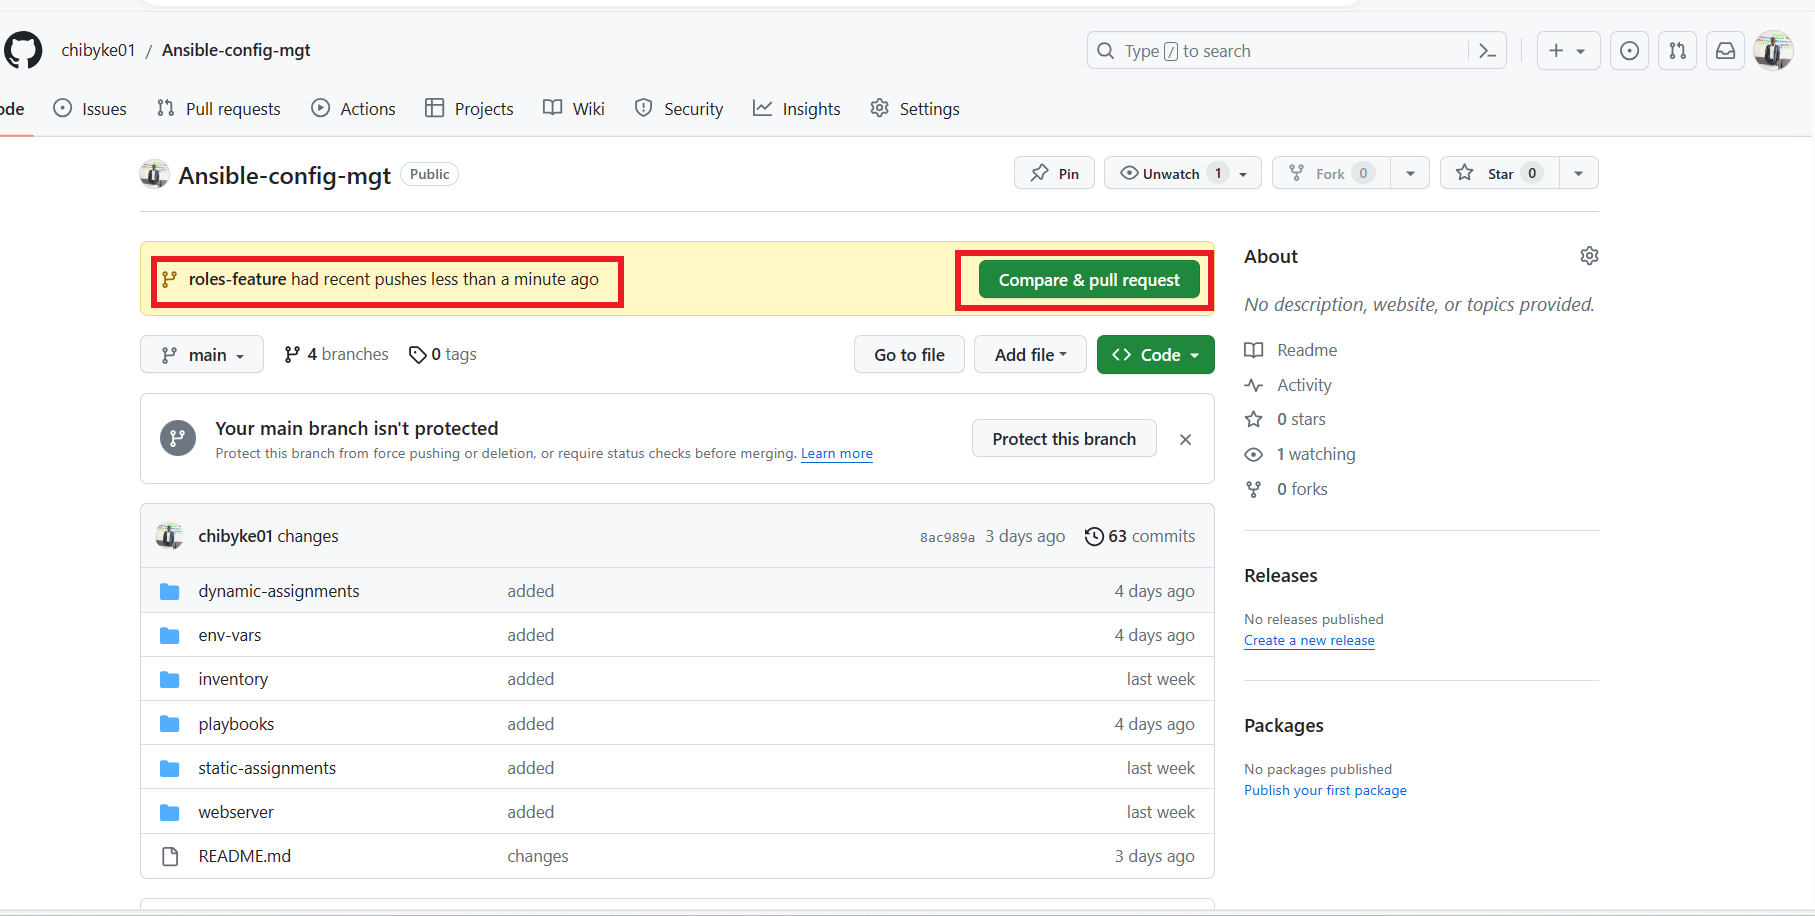 chibyke01 / Ansible-config-mgt
Type / to search
ode Issues Pull requests Actions Projects Wiki Security Insights Settings
Ansible-config-mgt Public
Pin Unwatch 1 Fork 0 Star 0
roles-feature had recent pushes less than a minute ago
Compare & pull request
main 4 branches 0 tags
Go to file Add file <> Code
Your main branch isn't protected
Protect this branch from force pushing or deletion, or require status checks before merging. Learn more
Protect this branch
chibyke01 changes 8ac989a 3 days ago 63 commits
dynamic-assignments added 4 days ago
env-vars added 4 days ago
inventory added last week
playbooks added 4 days ago
static-assignments added last week
webserver added last week
README.md changes 3 days ago
About
No description, website, or topics provided.
Readme
Activity
0 stars
1 watching
0 forks
Releases
No releases published
Create a new release
Packages
No packages published
Publish your first package